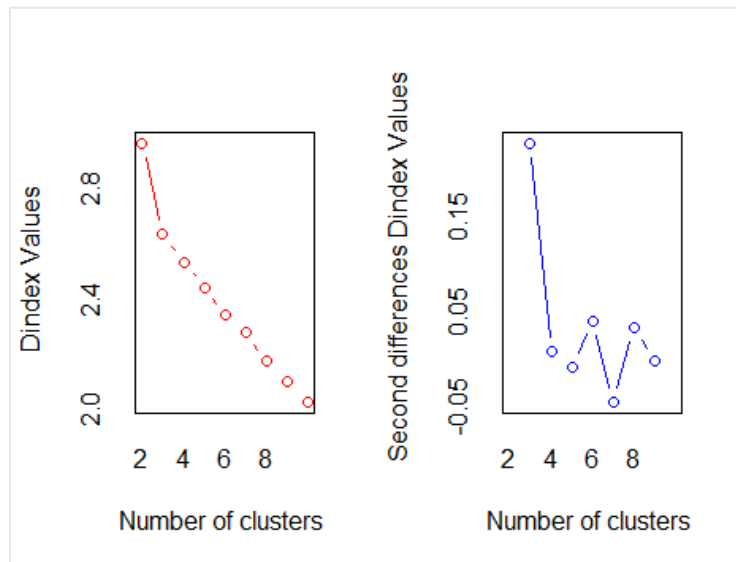 Dindex Values
2.0 2.4 2.8
2 4 6 8
Number of clusters
Second differences Dindex Values
-0.05 0.05 0.15
2 4 6 8
Number of clusters